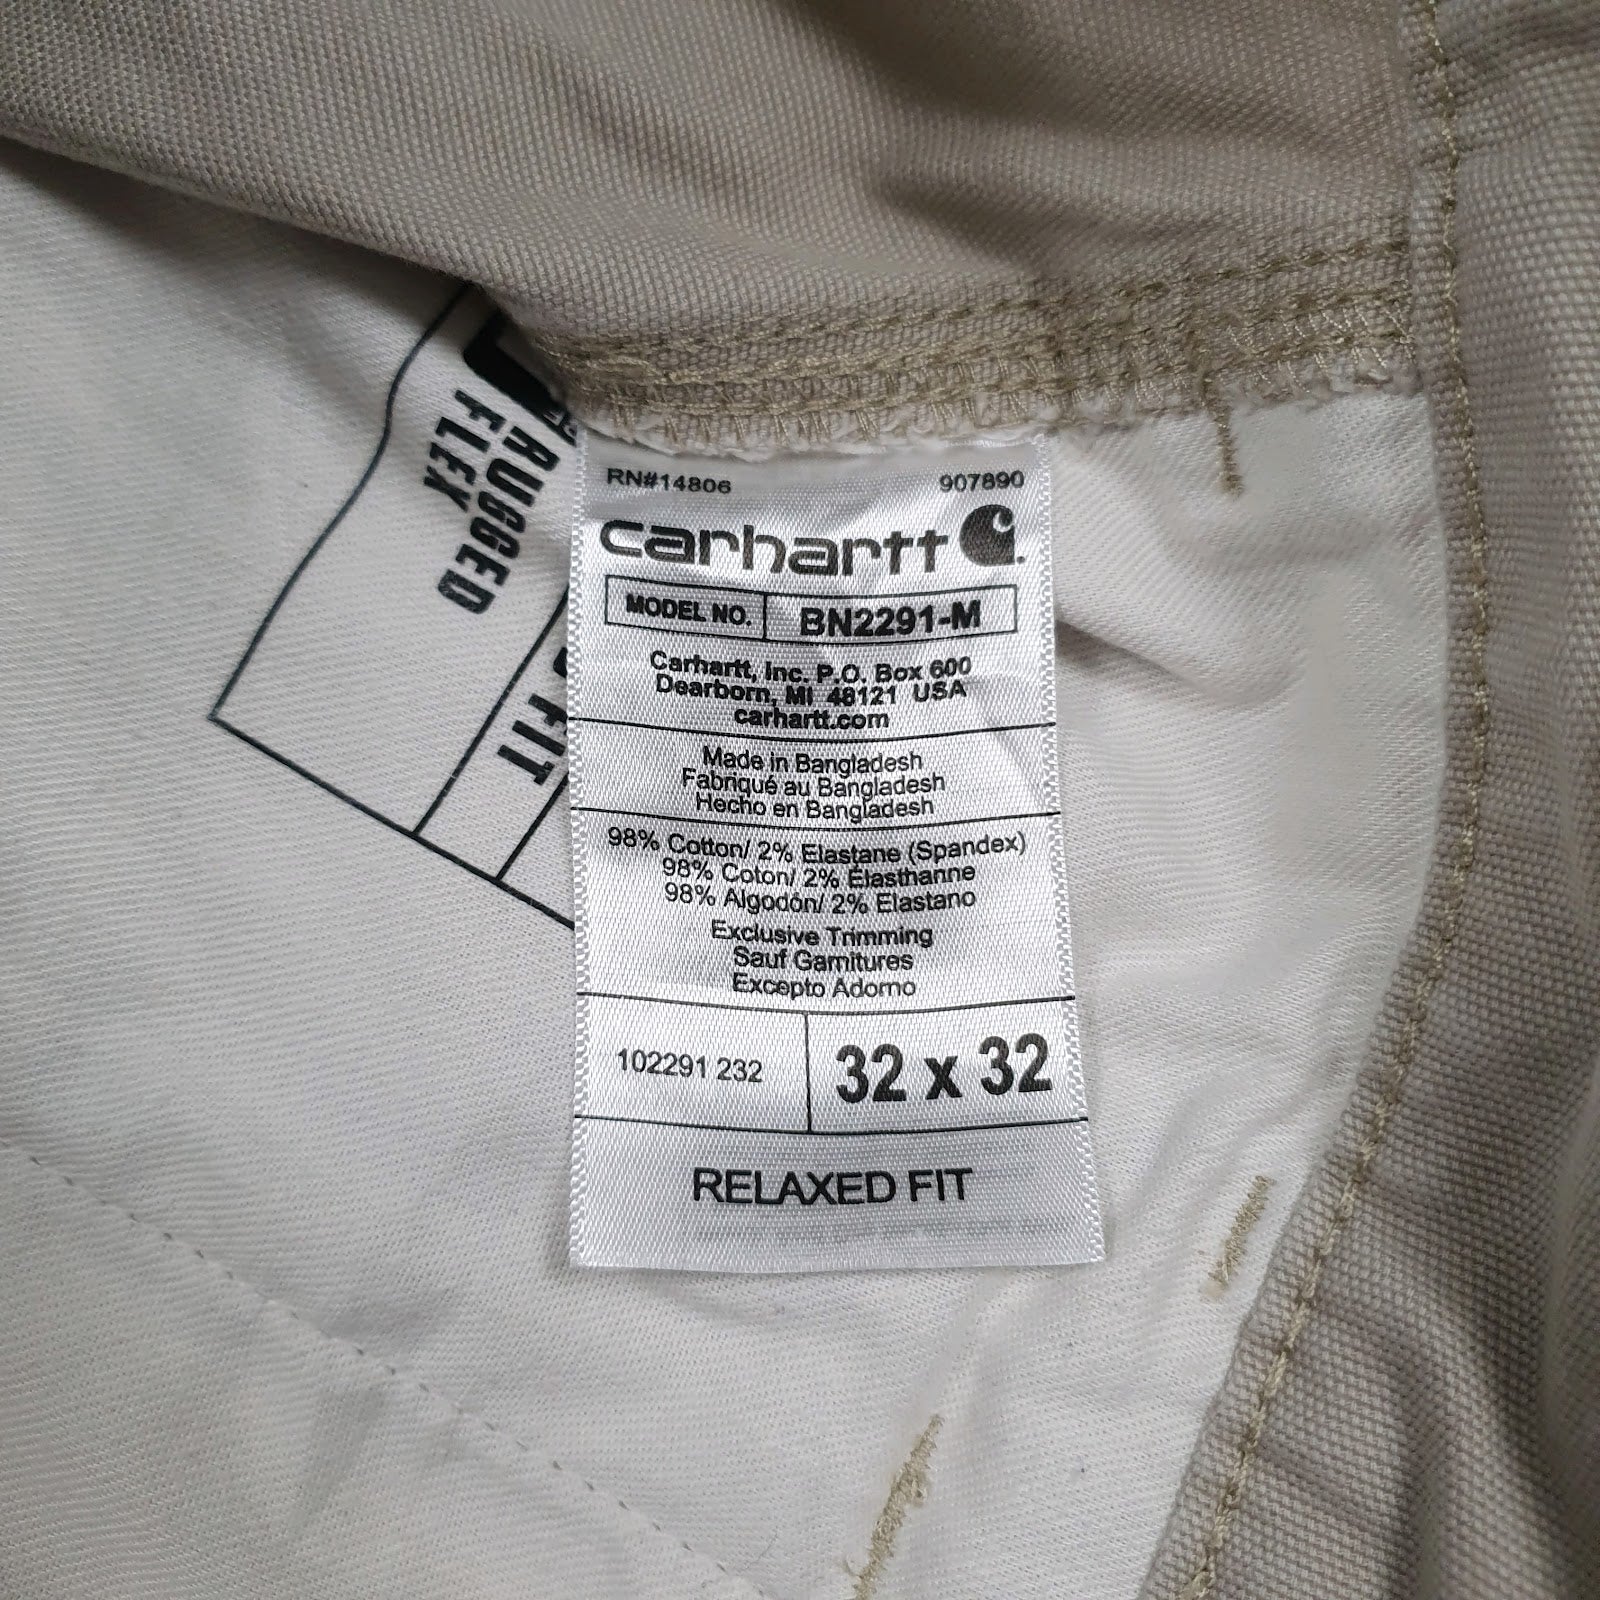 RN#14806 907890
carhartt
MODEL NO. BN2291-M
Carhartt, Inc. P.O. Box 600
Dearborn, MI 48121 USA
carhartt.com
Made in Bangladesh
Fabriqué au Bangladesh
Hecho en Bangladesh
98% Cotton/ 2% Elastane (Spandex)
98% Coton/ 2% Élasthanne
98% Algodón/ 2% Elastano
Exclusive Trimming
Sauf Garnitures
Excepto Adorno
102291 232 32 x 32
RELAXED FIT
RUGGED
FLEX
FIT